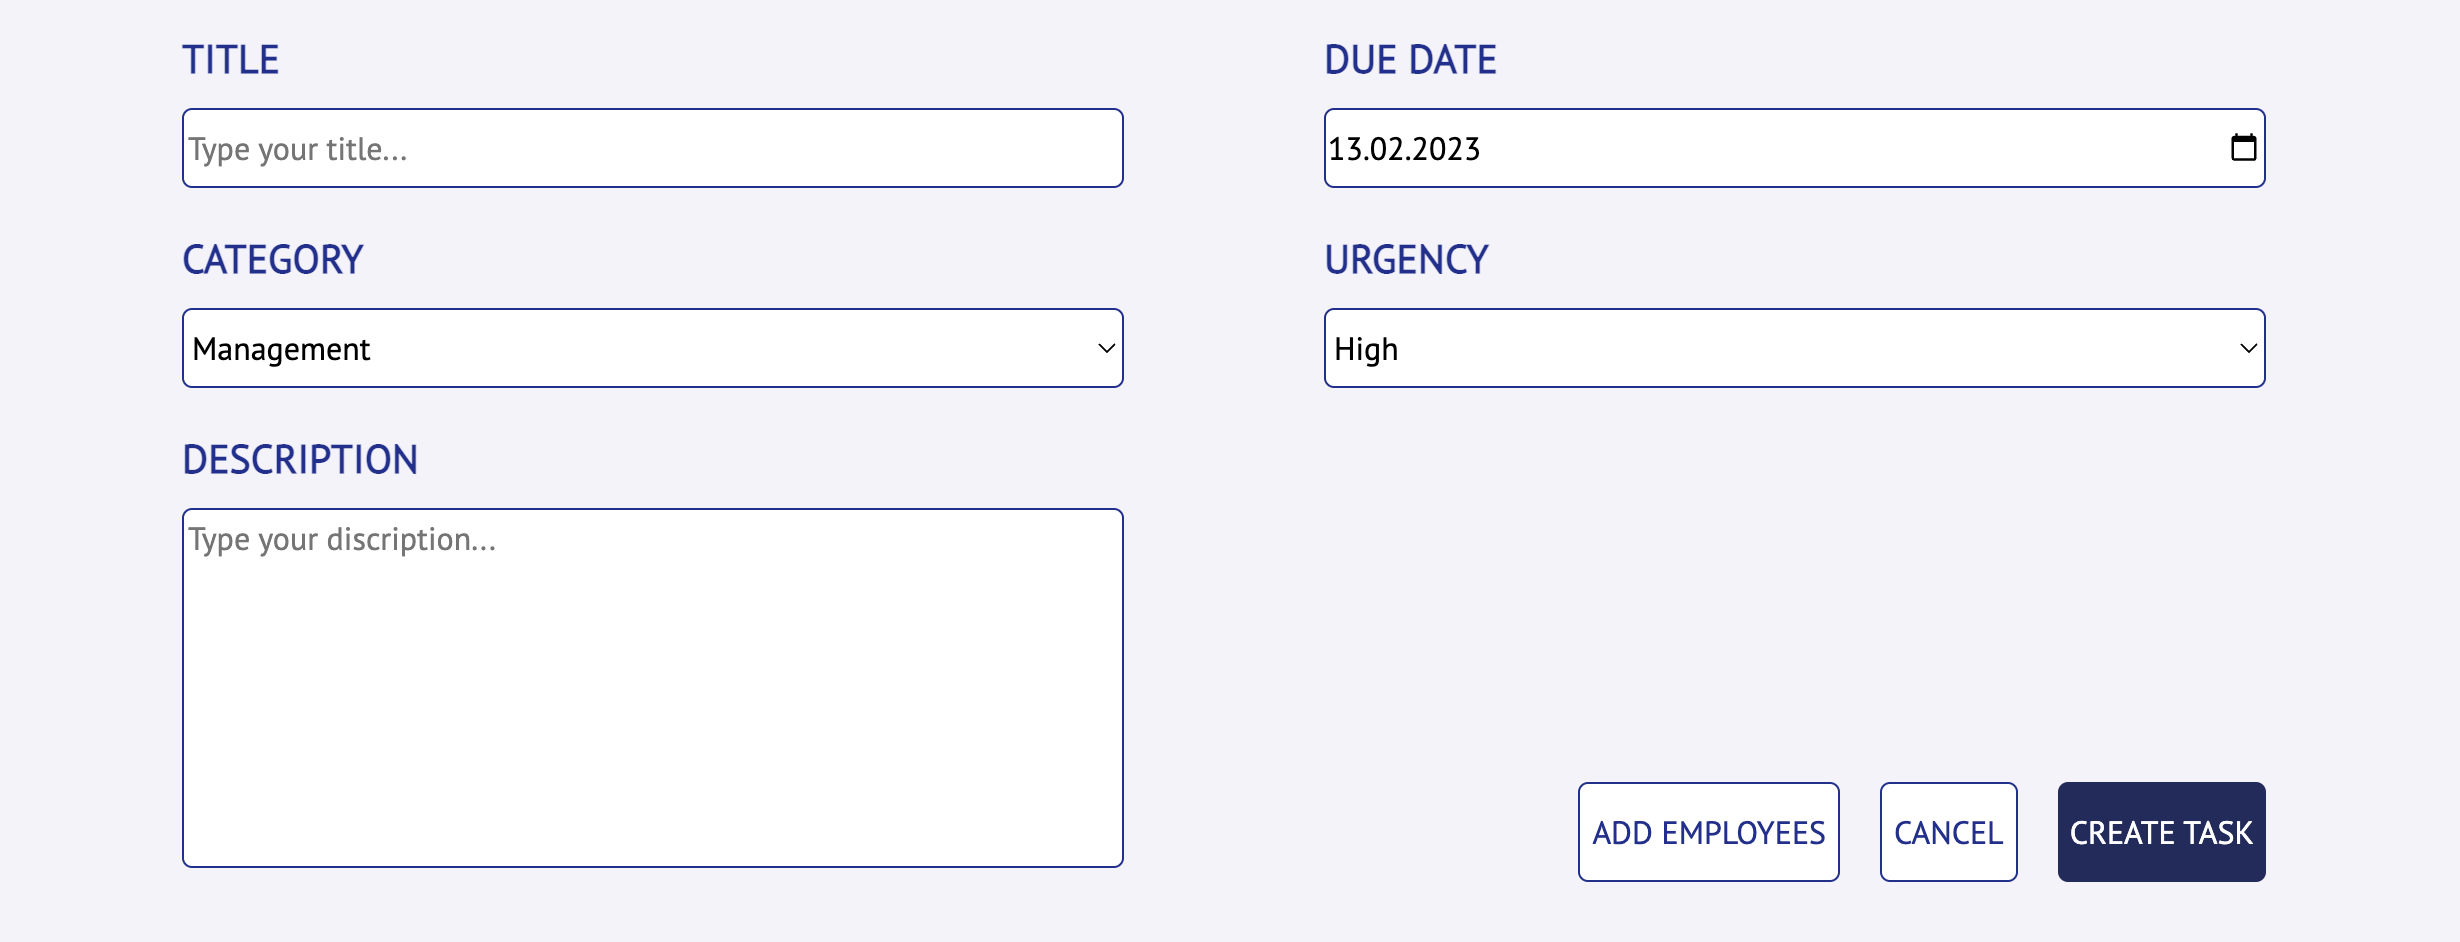 TITLE
Type your title...
DUE DATE
13.02.2023
CATEGORY
Management
URGENCY
High
DESCRIPTION
Type your discription...
ADD EMPLOYEES
CANCEL
CREATE TASK